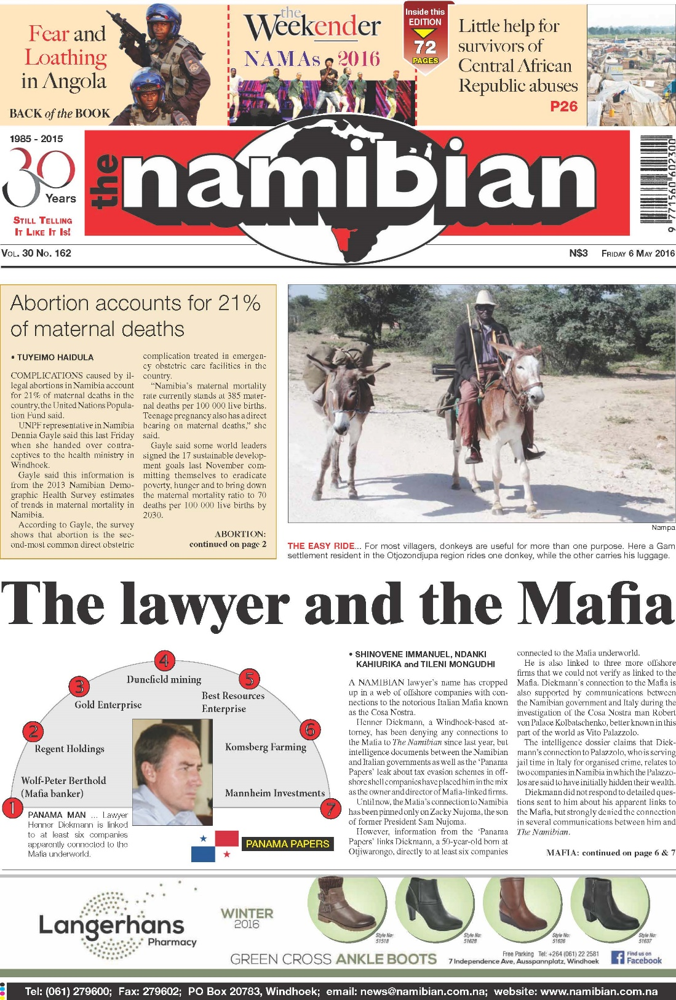 Fear and
Loathing
in Angola
BACK of the BOOK
the
Weekender
NAMAs 2016
Inside this
EDITION
72
PAGES
Little help for
survivors of
Central African
Republic abuses
P26
1985 - 2015
30
Years
STILL TELLING
IT LIKE IT IS!
the namibian
9 771560 602300
VOL. 30 No. 162
N$3 FRIDAY 6 MAY 2016
Abortion accounts for 21%
of maternal deaths
• TUYEIMO HAIDULA
COMPLICATIONS caused by il-
legal abortions in Namibia account
for 21% of maternal deaths in the
country, the United Nations Popula-
tion Fund said.
UNPF representative in Namibia
Dennia Gayle said this last Friday
when she handed over contra-
ceptives to the health ministry in
Windhoek.
Gayle said this information is
from the 2013 Namibian Demo-
graphic Health Survey estimates
of trends in maternal mortality in
Namibia.
According to Gayle, the survey
shows that abortion is the sec-
ond-most common direct obstetric
complication treated in emergen-
cy obstetric care facilities in the
country.
“Namibia’s maternal mortality
rate currently stands at 385 mater-
nal deaths per 100 000 live births.
Teenage pregnancy also has a direct
bearing on maternal deaths,” she
said.
Gayle said some world leaders
signed the 17 sustainable develop-
ment goals last November com-
mitting themselves to eradicate
poverty, hunger and to bring down
the maternal mortality ratio to 70
deaths per 100 000 live births by
2030.
ABORTION:
continued on page 2
Nampa
THE EASY RIDE... For most villagers, donkeys are useful for more than one purpose. Here a Gam
settlement resident in the Otjozondjupa region rides one donkey, while the other carries his luggage.
The lawyer and the Mafia
4
Dunefield mining
3
Gold Enterprise
5
Best Resources
Enterprise
2
Regent Holdings
6
Komsberg Farming
Wolf-Peter Berthold
(Mafia banker)
1
Mannheim Investments
7
PANAMA MAN ... Lawyer
Henner Diekmann is linked
to at least six companies
apparently connected to the
Mafia underworld.
PANAMA PAPERS
• SHINOVENE IMMANUEL, NDANKI
KAHIURIKA and TILENI MONGUDHI
A NAMIBIAN lawyer’s name has cropped
up in a web of offshore companies with con-
nections to the notorious Italian Mafia known
as the Cosa Nostra.
Henner Diekmann, a Windhoek-based at-
torney, has been denying any connections to
the Mafia to The Namibian since last year, but
intelligence documents between the Namibian
and Italian governments as well as the ‘Panama
Papers’ leak about tax evasion schemes in off-
shore shell companies have placed him in the mix
as the owner and director of Mafia-linked firms.
Until now, the Mafia’s connection to Namibia
has been pinned only on Zacky Nujoma, the son
of former President Sam Nujoma.
However, information from the ‘Panama
Papers’ links Diekmann, a 59-year-old born at
Otjiwarongo, directly to at least six companies
connected to the Mafia underworld.
He is also linked to three more offshore
firms that we could not verify as linked to the
Mafia. Diekmann’s connection to the Mafia is
also supported by communications between
the Namibian government and Italy during the
investigation of the Cosa Nostra man Robert
von Palace Kolbatschenko, better known in this
part of the world as Vito Palazzolo.
The intelligence dossier claims that Diek-
mann’s connection to Palazzolo, who is serving
jail time in Italy for organised crime, relates to
two companies in Namibia in which the Palazzo-
los are said to have initially hidden their wealth.
Diekmann did not respond to detailed ques-
tions sent to him about his apparent links to
the Mafia, but strongly denied the connection
in several communications between him and
The Namibian.
MAFIA: continued on page 6 & 7
Langerhans
Pharmacy
WINTER
2016
Style No:
51518
Style No:
51628
Style No:
51626
Style No:
51637
GREEN CROSS ANKLE BOOTS
Free Parking Tel: +264 (061) 22 2581
7 Independence Ave, Ausspannplatz, Windhoek
Find us on
Facebook
Tel: (061) 279600; Fax: 279602; PO Box 20783, Windhoek; email: news@namibian.com.na; website: www.namibian.com.na